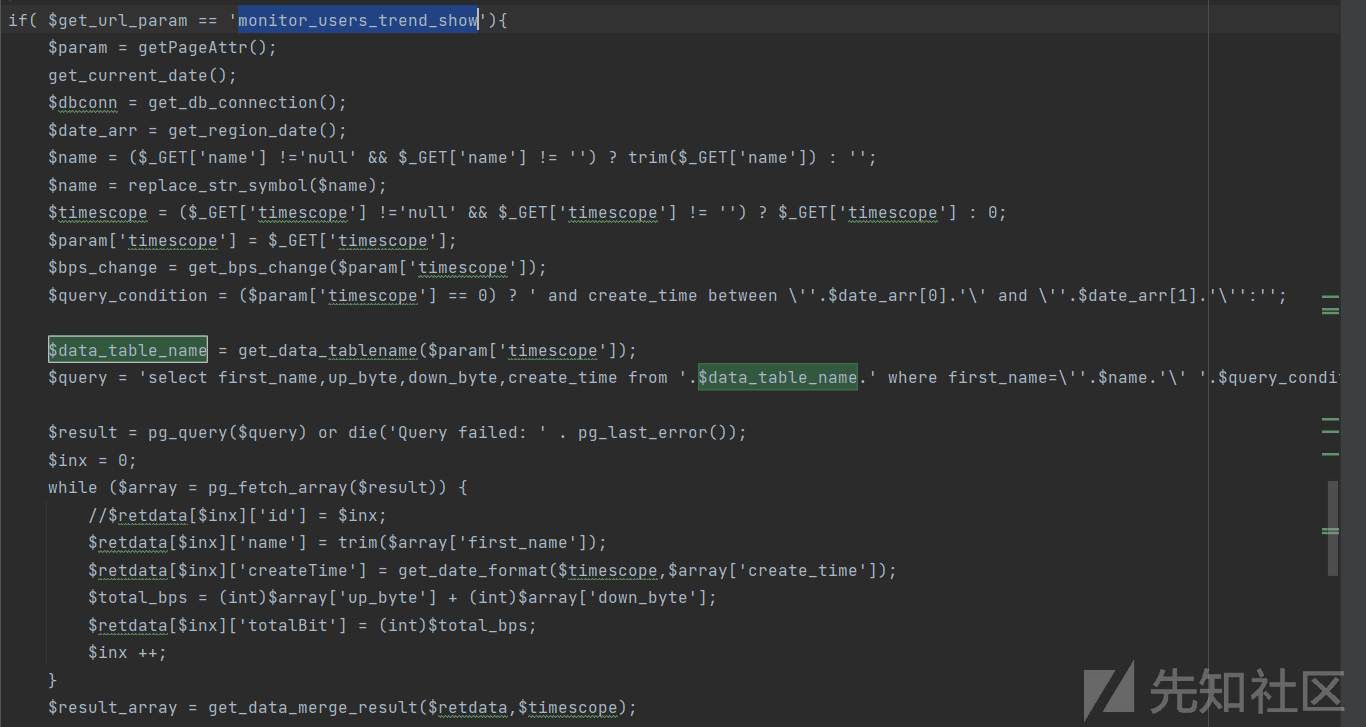 if( $get_url_param == 'monitor_users_trend_show'){
$param = getPageAttr();
get_current_date();
$dbconn = get_db_connection();
$date_arr = get_region_date();
$name = ($_GET['name'] !='null' && $_GET['name'] != '') ? trim($_GET['name']) : '';
$name = replace_str_symbol($name);
$timescope = ($_GET['timescope'] !='null' && $_GET['timescope'] != '') ? $_GET['timescope'] : 0;
$param['timescope'] = $_GET['timescope'];
$bps_change = get_bps_change($param['timescope']);
$query_condition = ($param['timescope'] == 0) ? ' and create_time between \''.$date_arr[0].'\' and \''.$date_arr[1].'\'':'';
$data_table_name = get_data_tablename($param['timescope']);
$query = 'select first_name,up_byte,down_byte,create_time from '.$data_table_name.' where first_name=\''.$name.'\' '.$query_condi
$result = pg_query($query) or die('Query failed: ' . pg_last_error());
$inx = 0;
while ($array = pg_fetch_array($result)) {
//$retdata[$inx]['id'] = $inx;
$retdata[$inx]['name'] = trim($array['first_name']);
$retdata[$inx]['createTime'] = get_date_format($timescope,$array['create_time']);
$total_bps = (int)$array['up_byte'] + (int)$array['down_byte'];
$retdata[$inx]['totalBit'] = (int)$total_bps;
$inx ++;
}
$result_array = get_data_merge_result($retdata,$timescope);
先知社区